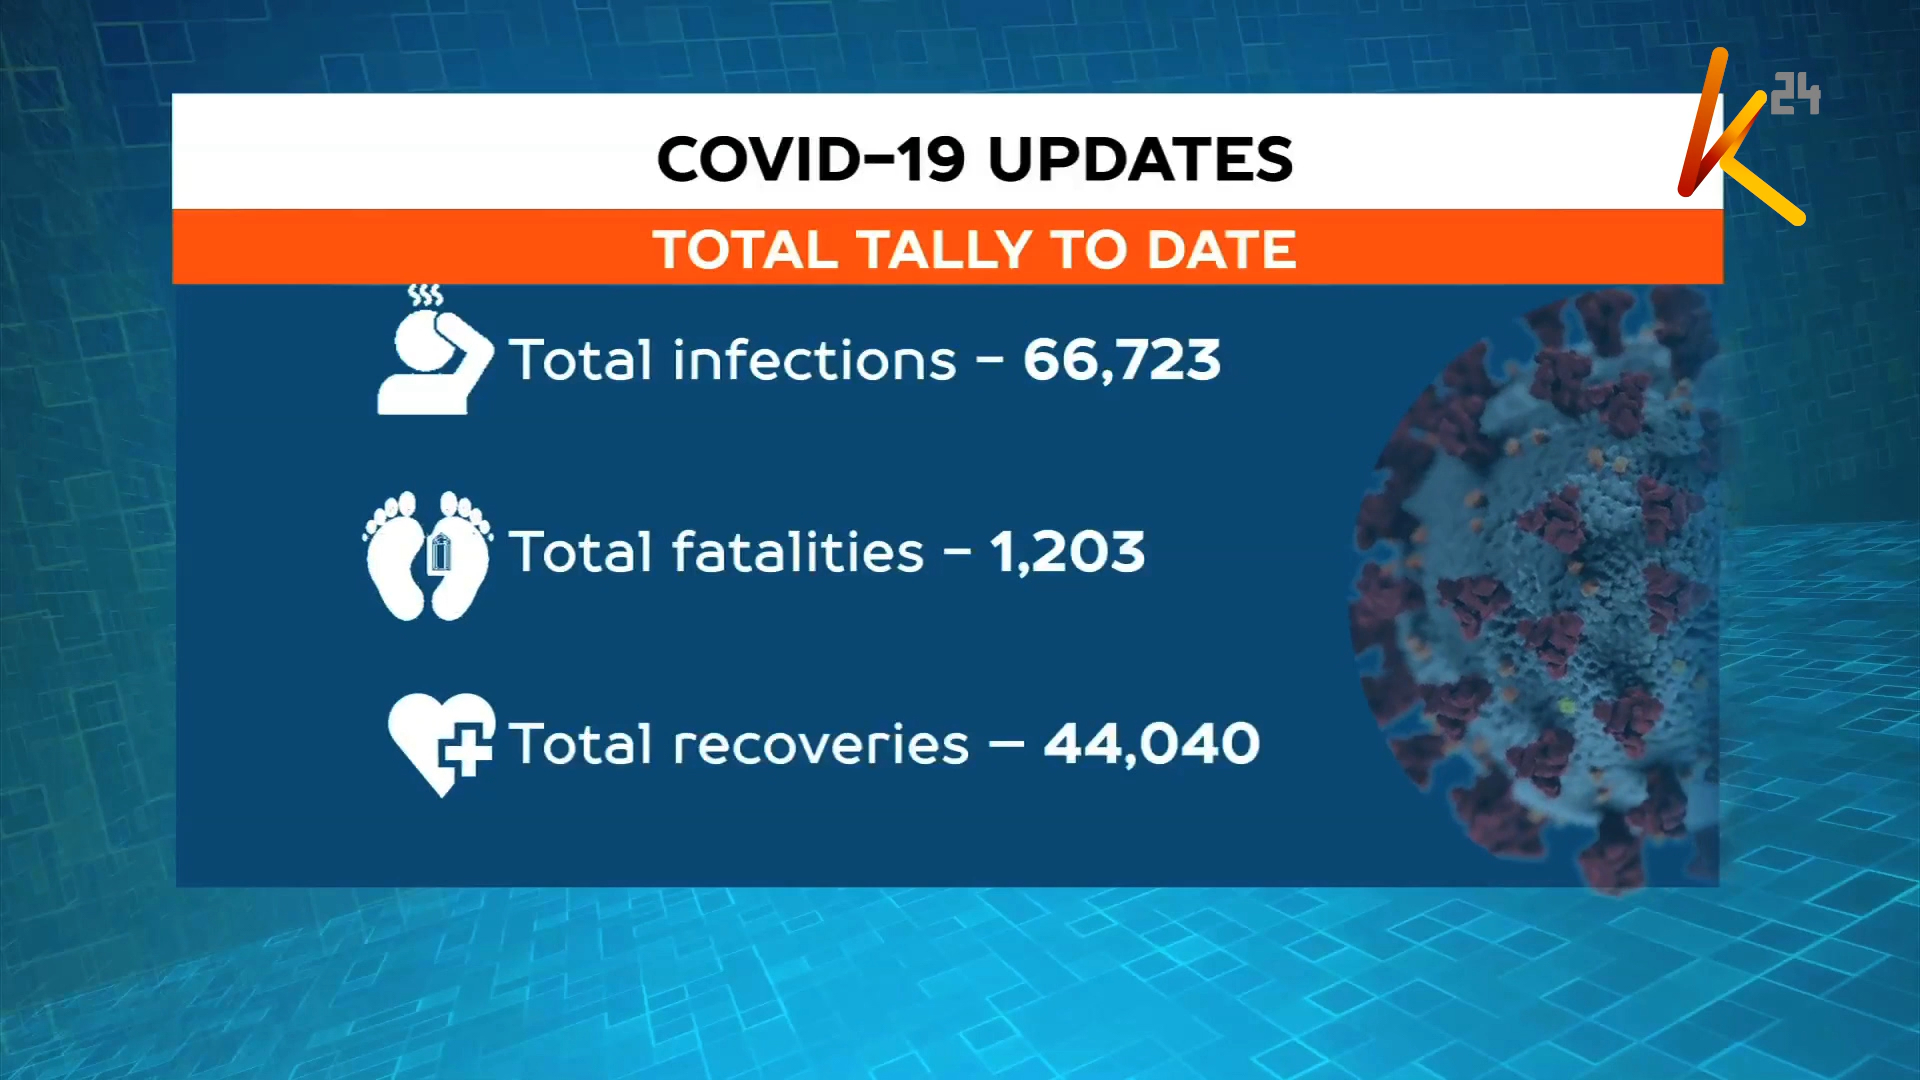 COVID-19 UPDATES
K24
TOTAL TALLY TO DATE
Total infections - 66,723
Total fatalities - 1,203
Total recoveries - 44,040